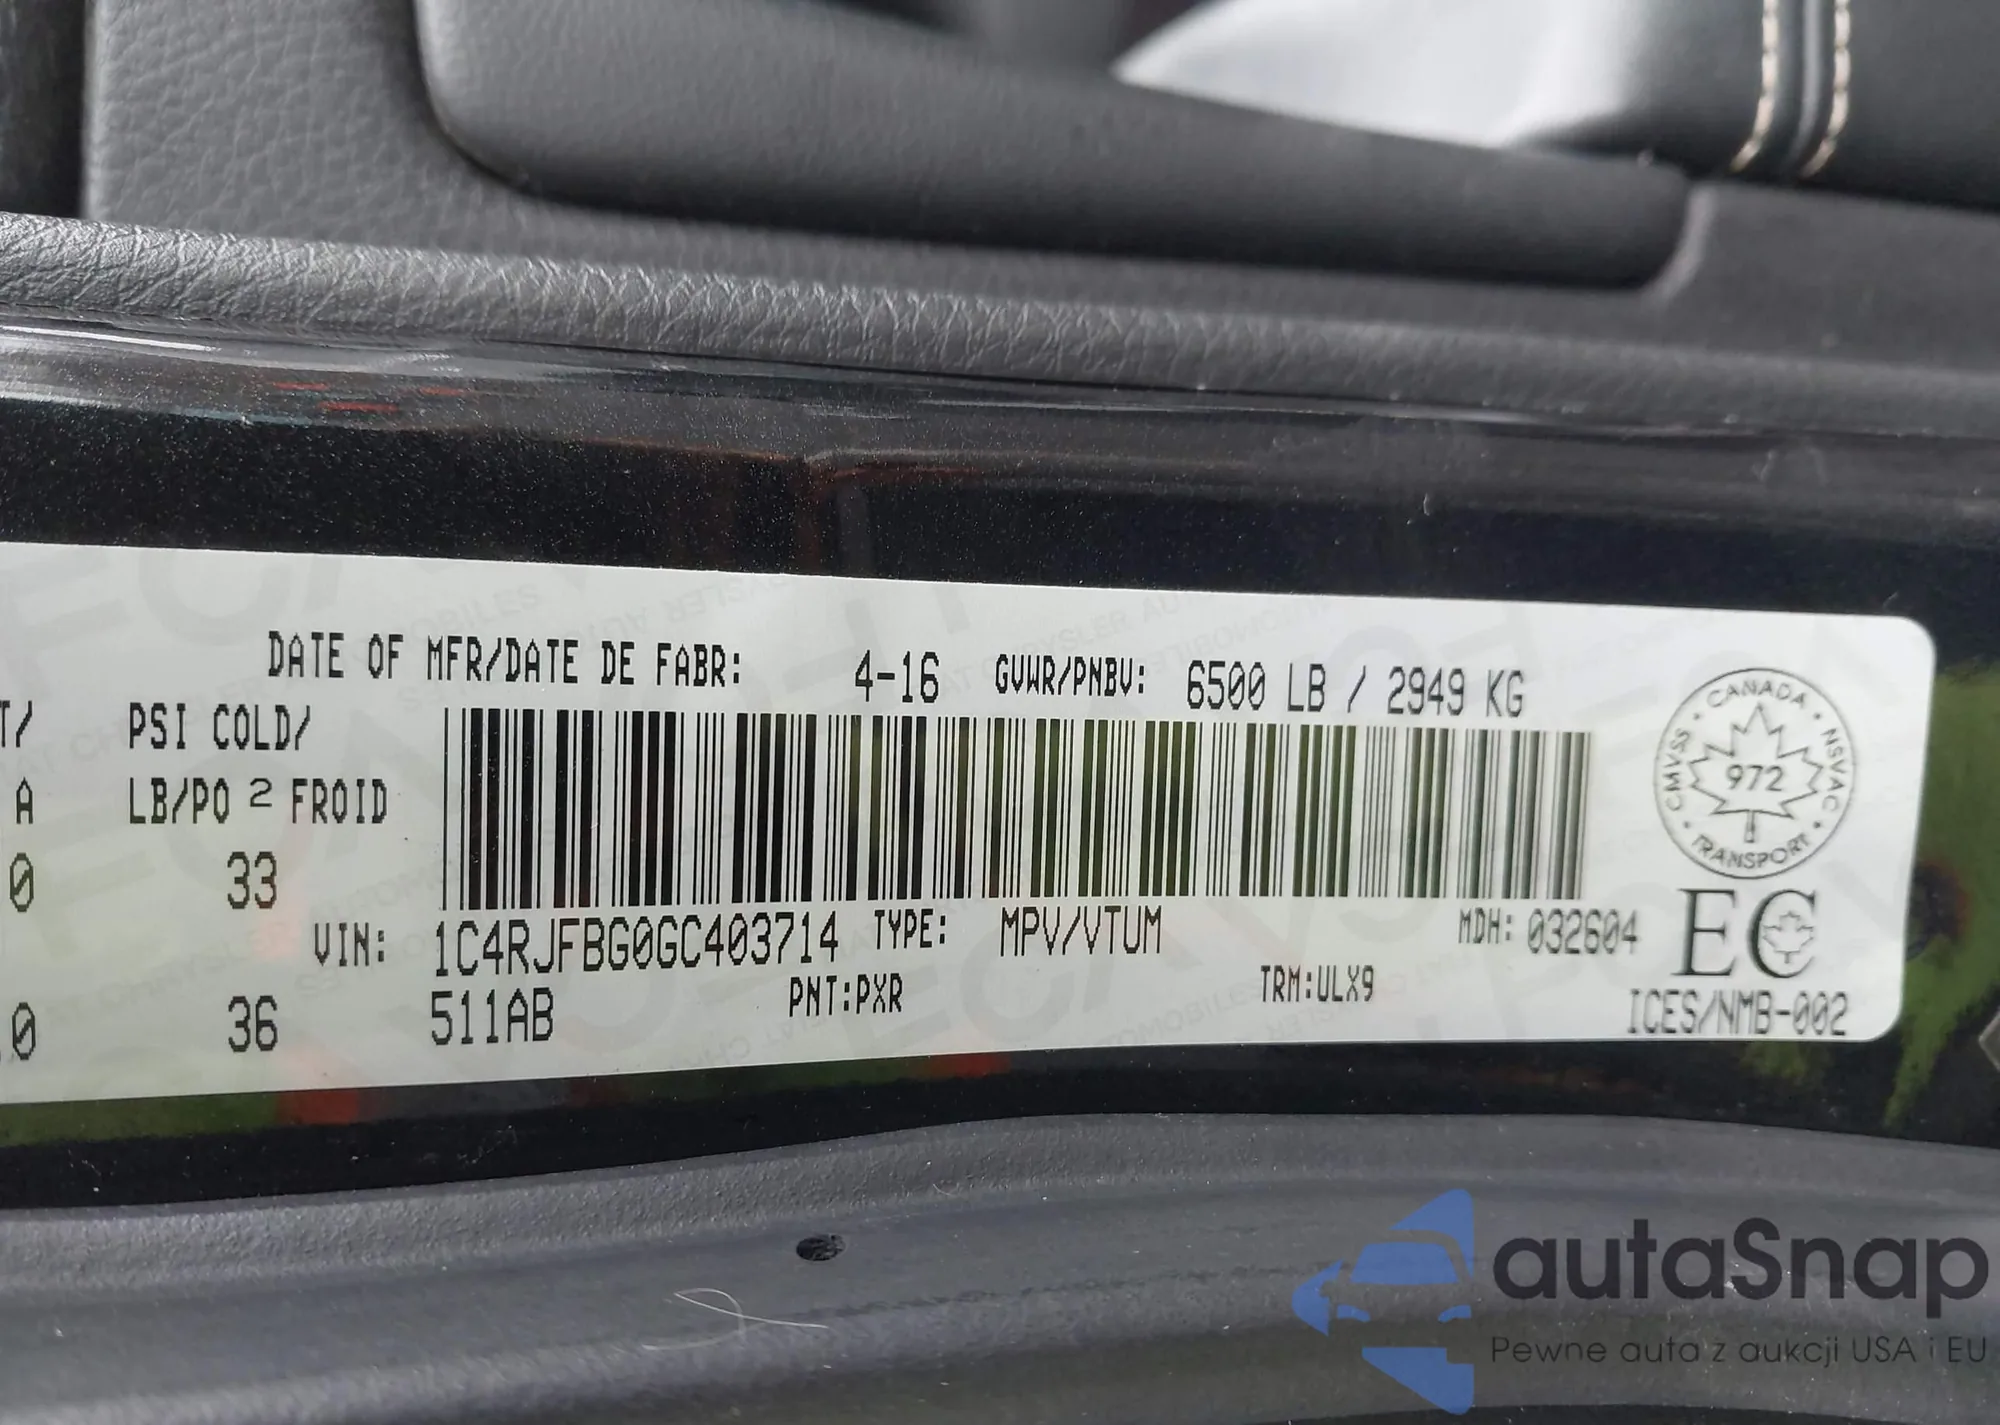 DATE OF MFR/DATE DE FABR: 4-16 GVWR/PNBV: 6500 LB / 2949 KG
T/ PSI COLD/
A LB/PO 2 FROID
0 33
VIN: 1C4RJFBG0GC403714 TYPE: MPV/VTUM MDH: 032604
.0 36 511AB PNT:PXR TRM:ULX9
CANADA · NSVAC · TRANSPORT · CMVSS ·
972
EC
ICES/NMB-002
autaSnap
Pewne auta z aukcji USA i EU